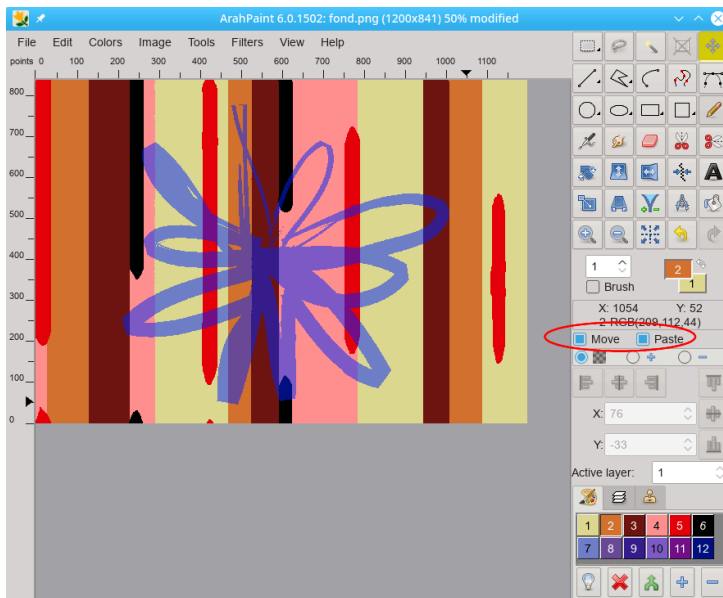 ArahPaint 6.0.1502: fond.png (1200x841) 50% modified
File Edit Colors Image Tools Filters View Help
points 0 100 200 300 400 500 600 700 800 900 1000 1100
800
700
600
500
400
300
200
100
0
A
1
2
Brush
1
X: 1054 Y: 52
2 RGB(209,112,44)
Move Paste
X: 76
Y: -33
Active layer: 1
1 2 3 4 5 6
7 8 9 10 11 12